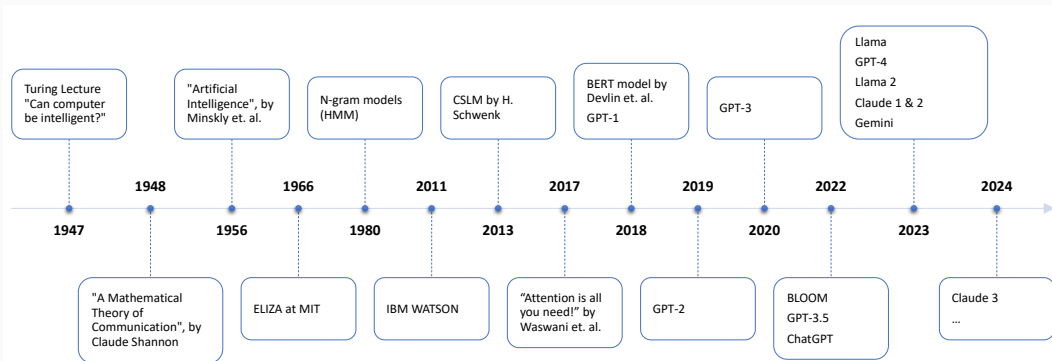 Turing Lecture
"Can computer
be intelligent?"
"Artificial
Intelligence", by
Minskly et. al.
N-gram models
(HMM)
CSLM by H.
Schwenk
BERT model by
Devlin et. al.
GPT-1
GPT-3
Llama
GPT-4
Llama 2
Claude 1 & 2
Gemini
1948
1966
2011
2017
2019
2022
2024
1947
1956
1980
2013
2018
2020
2023
"A Mathematical
Theory of
Communication", by
Claude Shannon
ELIZA at MIT
IBM WATSON
“Attention is all
you need!” by
Waswani et. al.
GPT-2
BLOOM
GPT-3.5
ChatGPT
Claude 3
...